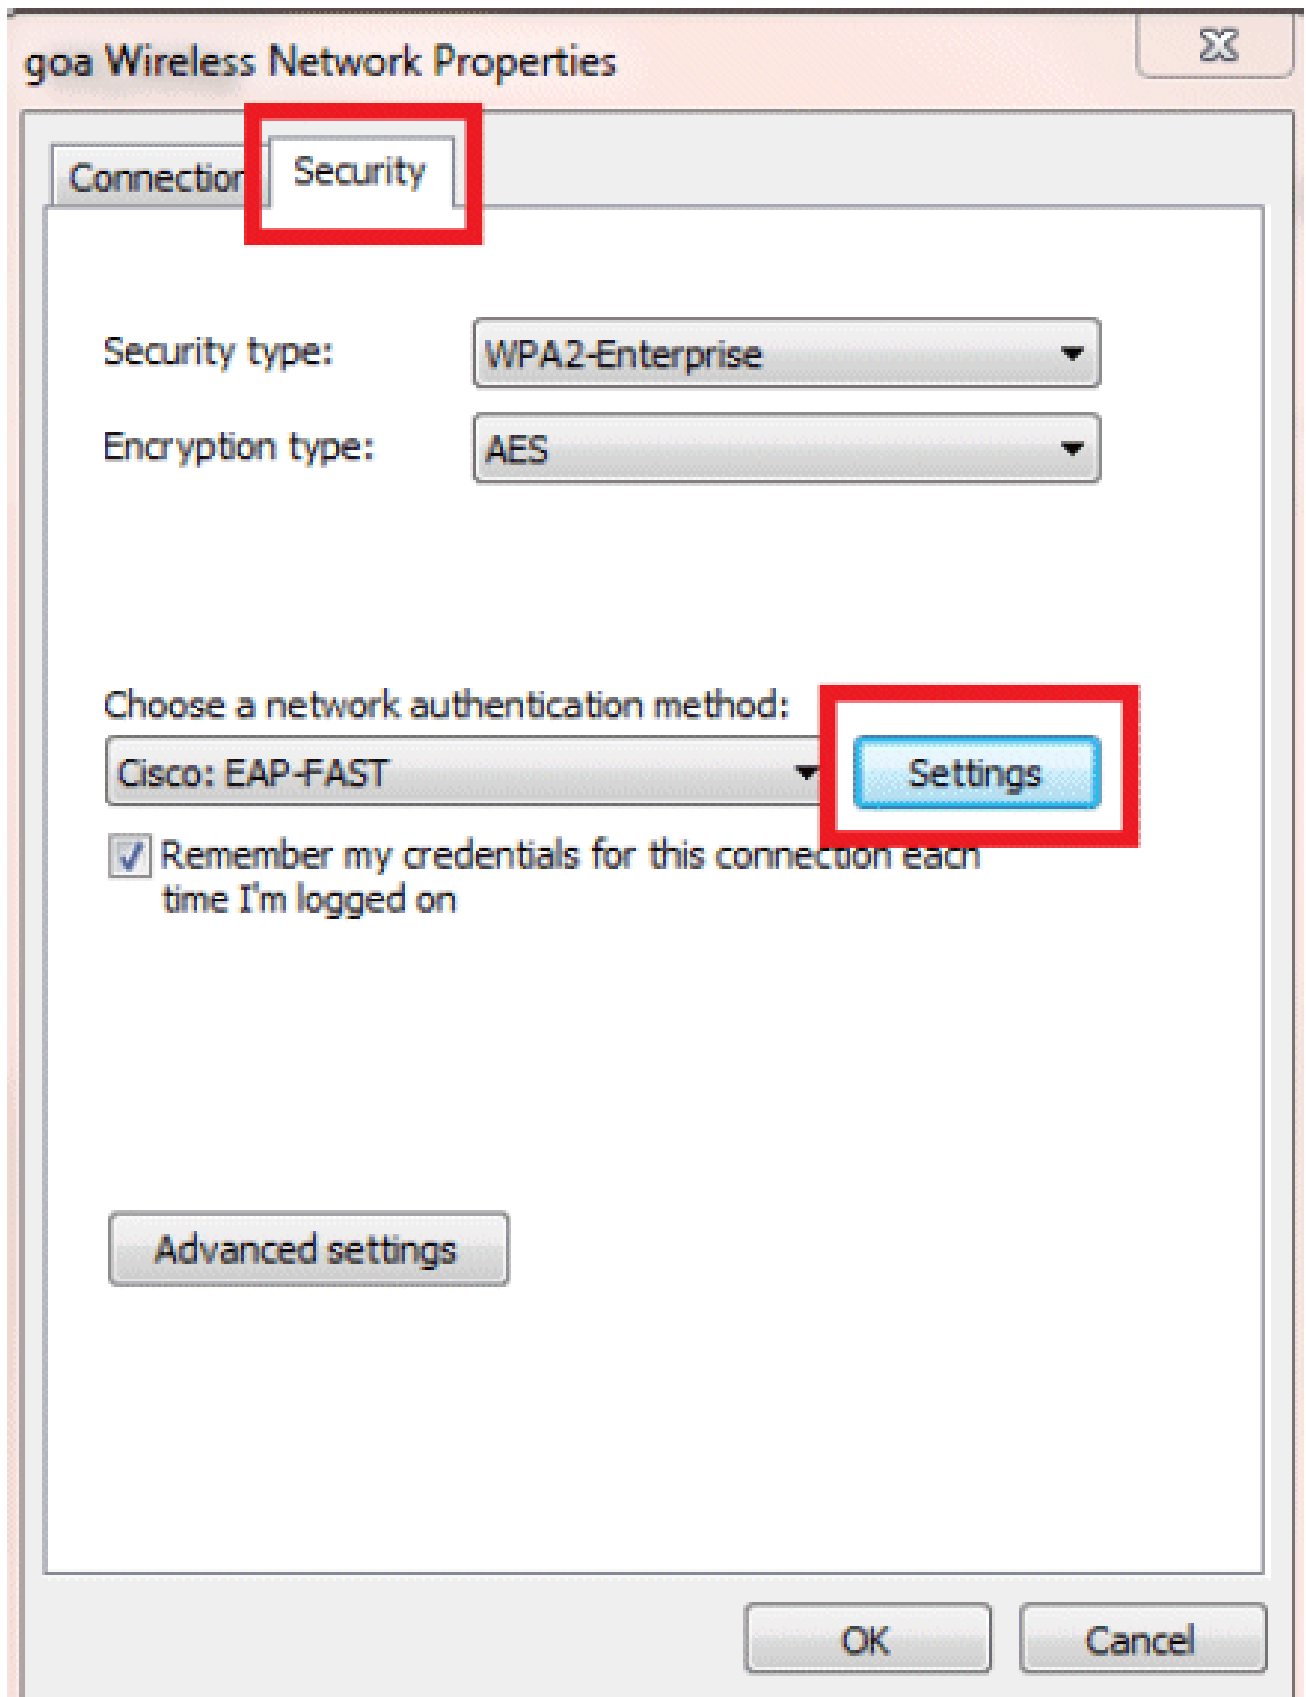 goa Wireless Network Properties
Connection
Security
Security type:
WPA2-Enterprise
Encryption type:
AES
Choose a network authentication method:
Cisco: EAP-FAST
Settings
Remember my credentials for this connection each
time I'm logged on
Advanced settings
OK
Cancel